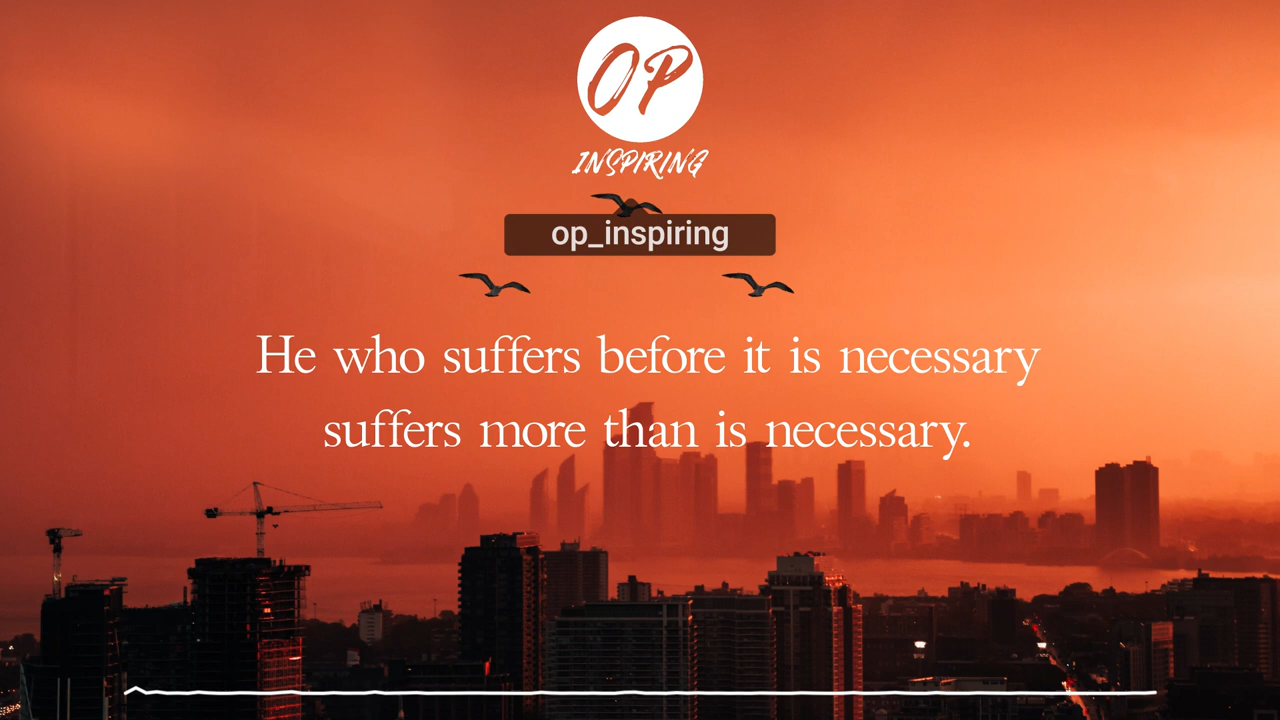 OP
INSPIRING
op_inspiring
He who suffers before it is necessary
suffers more than is necessary.